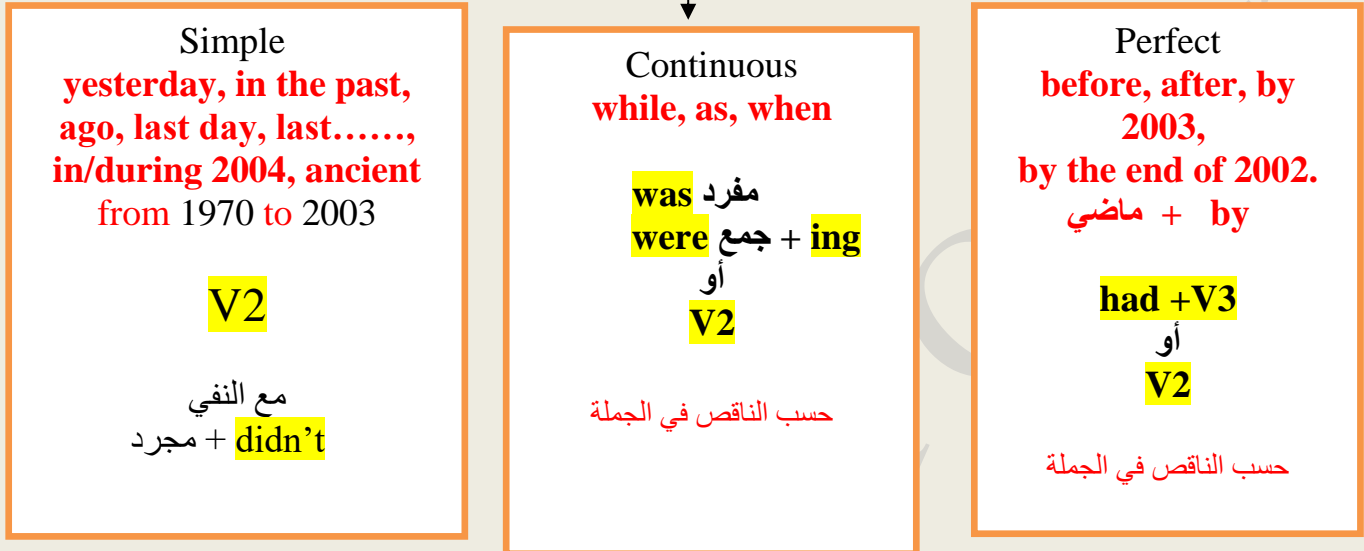 Simple
yesterday, in the past,
ago, last day, last……,
in/during 2004, ancient
from 1970 to 2003
V2
مع النفي
didn’t + مجرد
Continuous
while, as, when
مفرد was
were جمع + ing
أو
V2
حسب الناقص في الجملة
Perfect
before, after, by
2003,
by the end of 2002.
by + ماضي
had +V3
أو
V2
حسب الناقص في الجملة